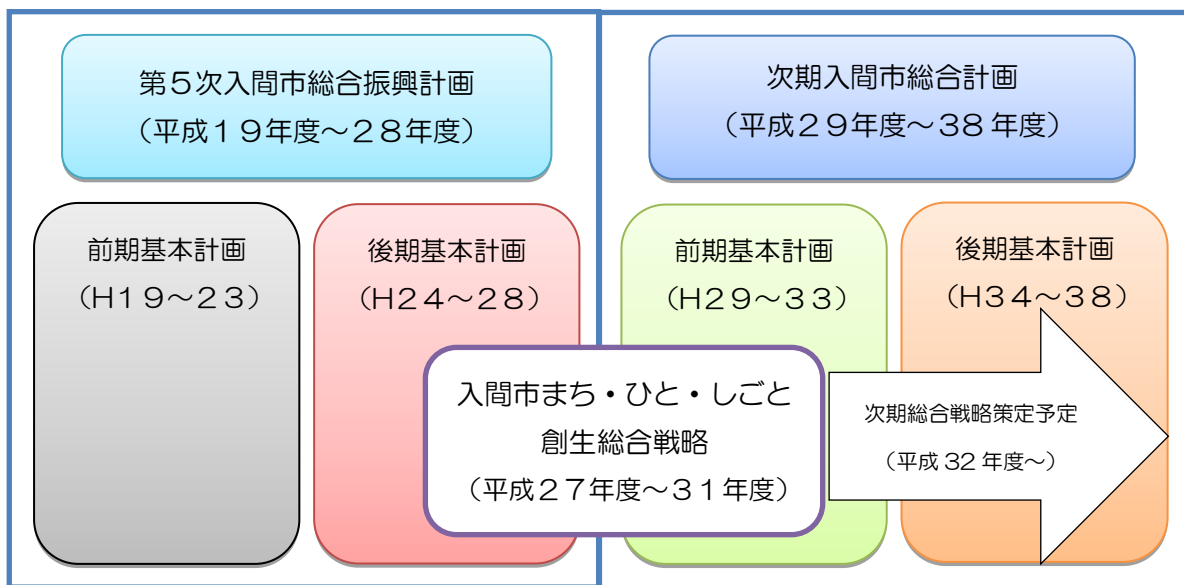 第５次入間市総合振興計画
（平成１９年度～２８年度）
次期入間市総合計画
（平成２９年度～38 年度）
前期基本計画
（Ｈ１９～２３）
後期基本計画
（Ｈ２４～２８）
前期基本計画
（Ｈ２９～３３）
後期基本計画
（Ｈ３４～３８）
入間市まち・ひと・しごと
創生総合戦略
（平成２７年度～３１年度）
次期総合戦略策定予定
（平成 32 年度～）